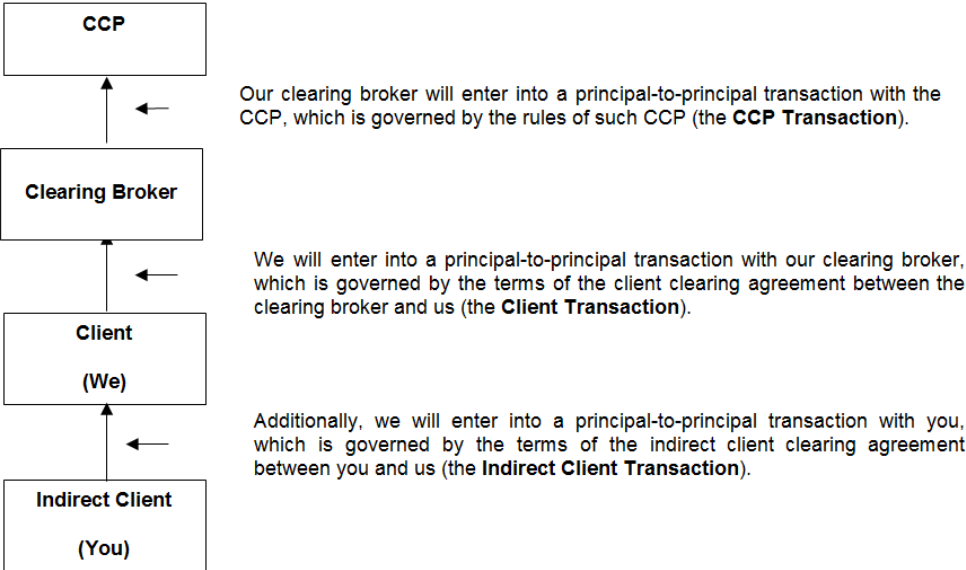 CCP
Our clearing broker will enter into a principal-to-principal transaction with the
CCP, which is governed by the rules of such CCP (the CCP Transaction).
Clearing Broker
We will enter into a principal-to-principal transaction with our clearing broker,
which is governed by the terms of the client clearing agreement between the
clearing broker and us (the Client Transaction).
Client
(We)
Additionally, we will enter into a principal-to-principal transaction with you,
which is governed by the terms of the indirect client clearing agreement
between you and us (the Indirect Client Transaction).
Indirect Client
(You)